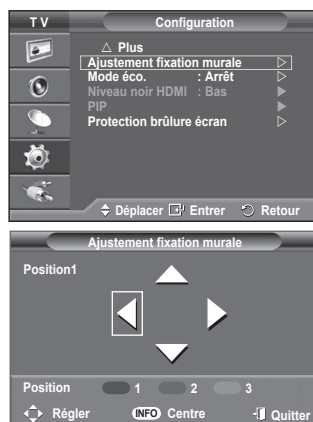 T V Configuration
△ Plus
Ajustement fixation murale ▷
Mode éco. : Arrêt ▷
Niveau noir HDMI : Bas ▶
PIP ▶
Protection brûlure écran ▷
Déplacer Entrer Retour
Ajustement fixation murale
Position1
Position 1 2 3
Régler INFO Centre Quitter